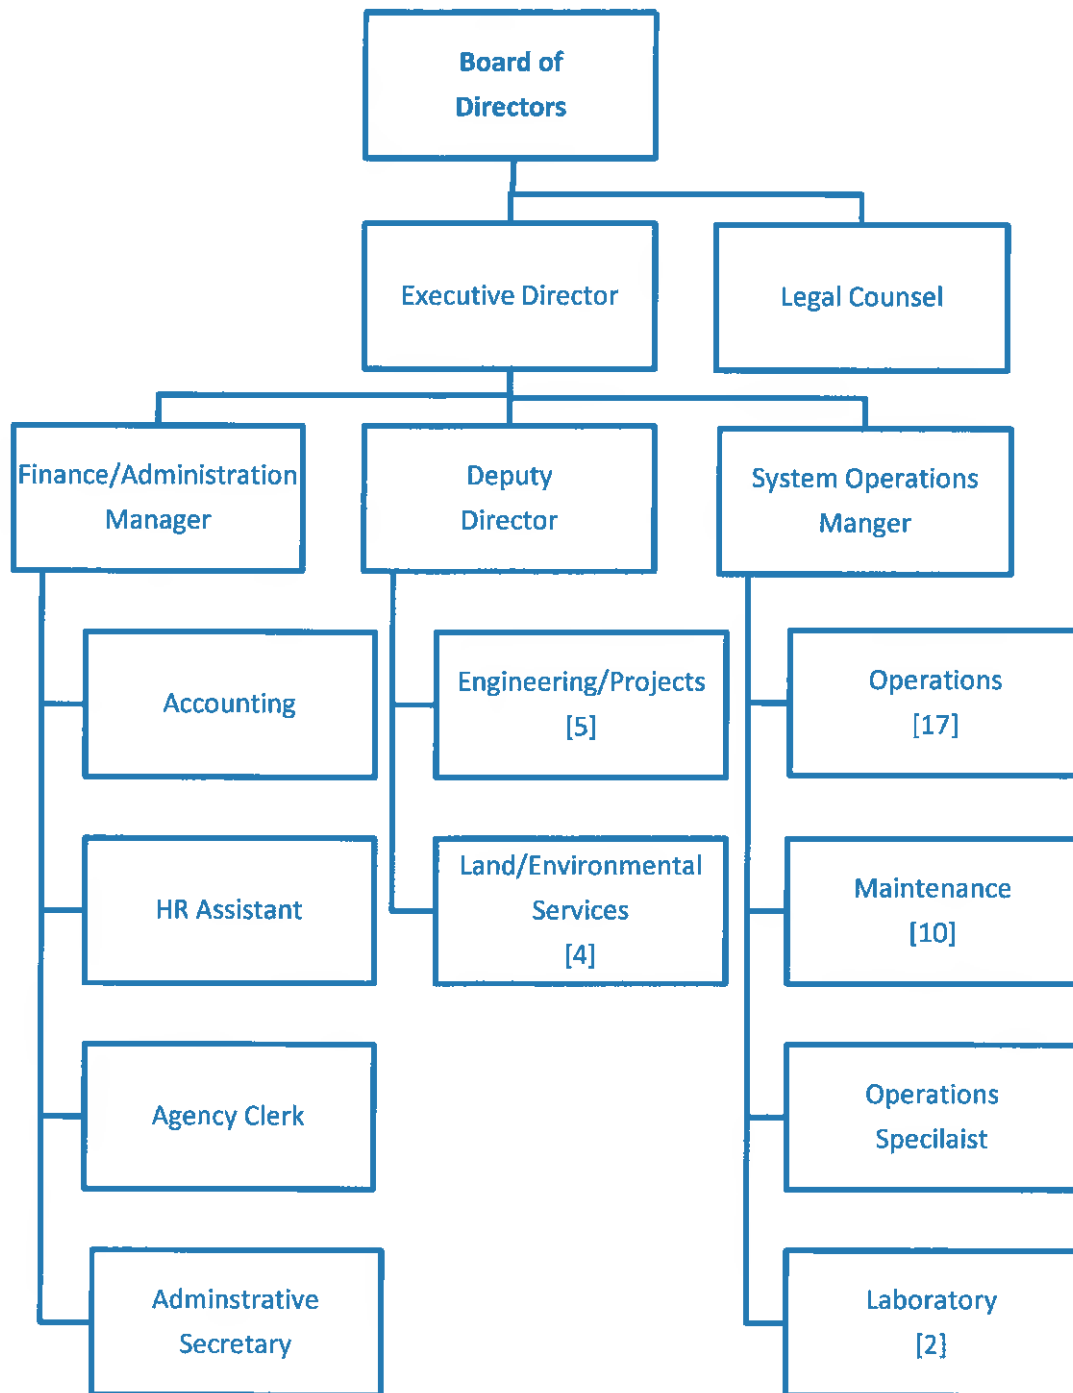 Board of
Directors
Executive Director
Legal Counsel
Finance/Administration
Manager
Deputy
Director
System Operations
Manger
Accounting
Engineering/Projects
[5]
Operations
[17]
HR Assistant
Land/Environmental
Services
[4]
Maintenance
[10]
Agency Clerk
Operations
Specilaist
Adminstrative
Secretary
Laboratory
[2]